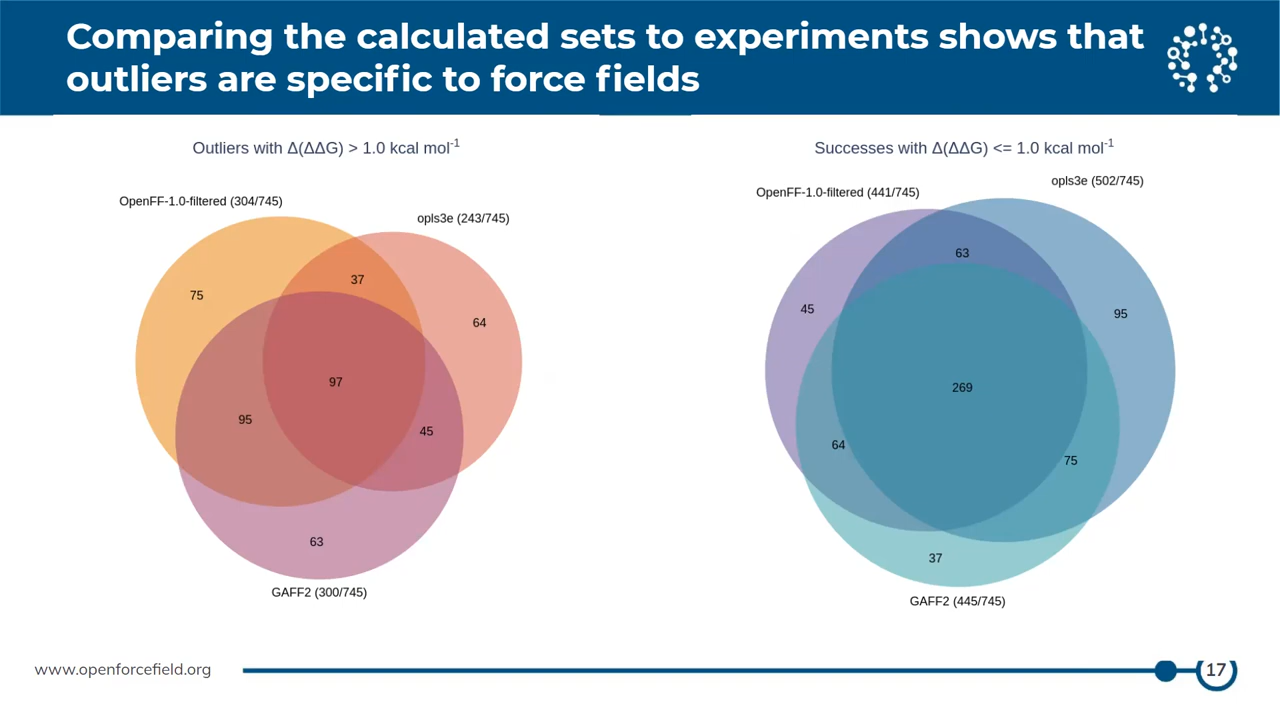 Comparing the calculated sets to experiments shows that
outliers are specific to force fields
Outliers with Δ(ΔΔG) > 1.0 kcal mol⁻¹
OpenFF-1.0-filtered (304/745)
opls3e (243/745)
37
75
64
97
95
45
63
GAFF2 (300/745)
Successes with Δ(ΔΔG) <= 1.0 kcal mol⁻¹
opls3e (502/745)
OpenFF-1.0-filtered (441/745)
63
45
95
269
64
75
37
GAFF2 (445/745)
www.openforcefield.org
17